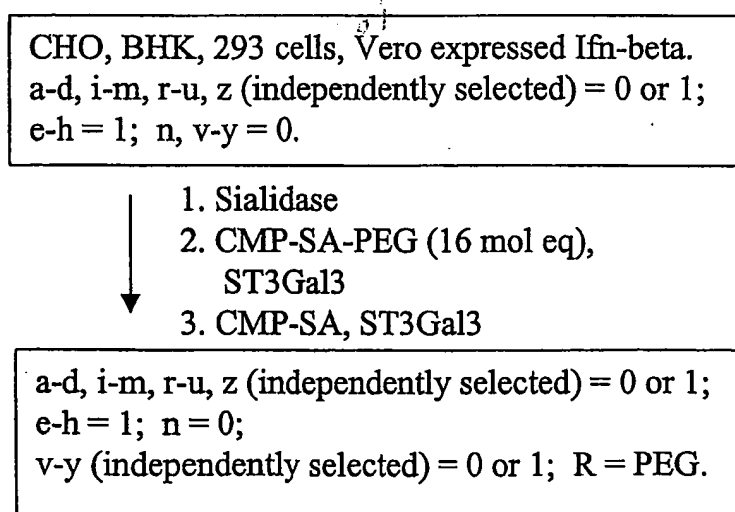 CHO, BHK, 293 cells, Vero expressed Ifn-beta.
a-d, i-m, r-u, z (independently selected) = 0 or 1;
e-h = 1; n, v-y = 0.
1. Sialidase
2. CMP-SA-PEG (16 mol eq),
ST3Gal3
3. CMP-SA, ST3Gal3
a-d, i-m, r-u, z (independently selected) = 0 or 1;
e-h = 1; n = 0;
v-y (independently selected) = 0 or 1; R = PEG.